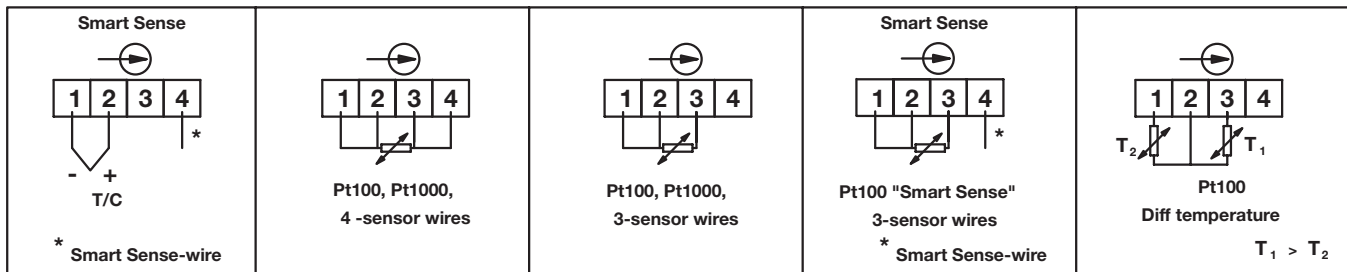 Smart Sense
1 2 3 4
*
- +
T/C
* Smart Sense-wire
1 2 3 4
Pt100, Pt1000,
4 -sensor wires
1 2 3 4
Pt100, Pt1000,
3-sensor wires
Smart Sense
1 2 3 4
*
Pt100 "Smart Sense"
3-sensor wires
* Smart Sense-wire
1 2 3 4
T₂ T₁
Pt100
Diff temperature
T₁ > T₂